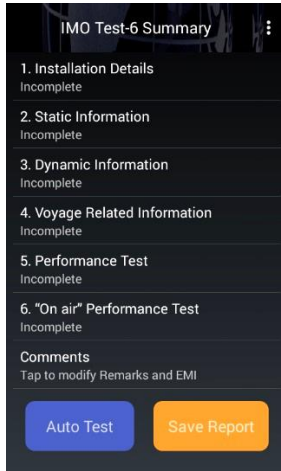 IMO Test-6 Summary
1. Installation Details
Incomplete
2. Static Information
Incomplete
3. Dynamic Information
Incomplete
4. Voyage Related Information
Incomplete
5. Performance Test
Incomplete
6. "On air" Performance Test
Incomplete
Comments
Tap to modify Remarks and EMI
Auto Test Save Report